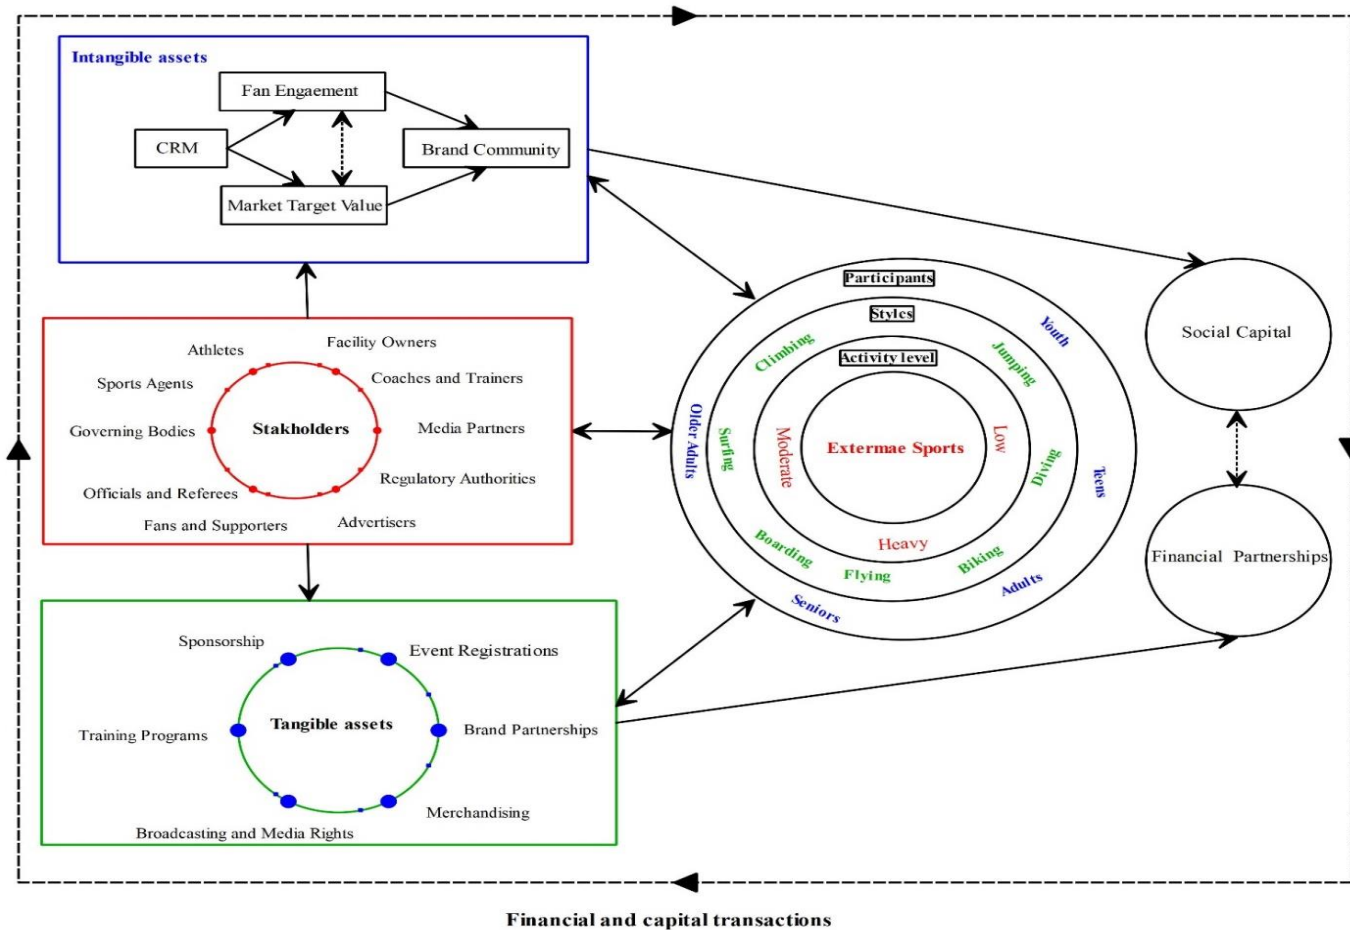 Intangible assets
Fan Engaement
CRM
Brand Community
Market Target Value
Athletes
Facility Owners
Sports Agents
Coaches and Trainers
Governing Bodies
Stakholders
Media Partners
Officials and Referees
Regulatory Authoritics
Fans and Supporters
Advertisers
Sponsorship
Event Registrations
Training Programs
Tangible assets
Brand Partnerships
Merchandising
Broadcasting and Media Rights
Participants
Styles
Activity level
Extermae Sports
Low
Moderate
Heavy
Climbing
Jumping
Surfing
Diving
Boarding
Flying
Biking
Youth
Older Adults
Teens
Adults
Seniors
Social Capital
Financial Partnerships
Financial and capital transactions